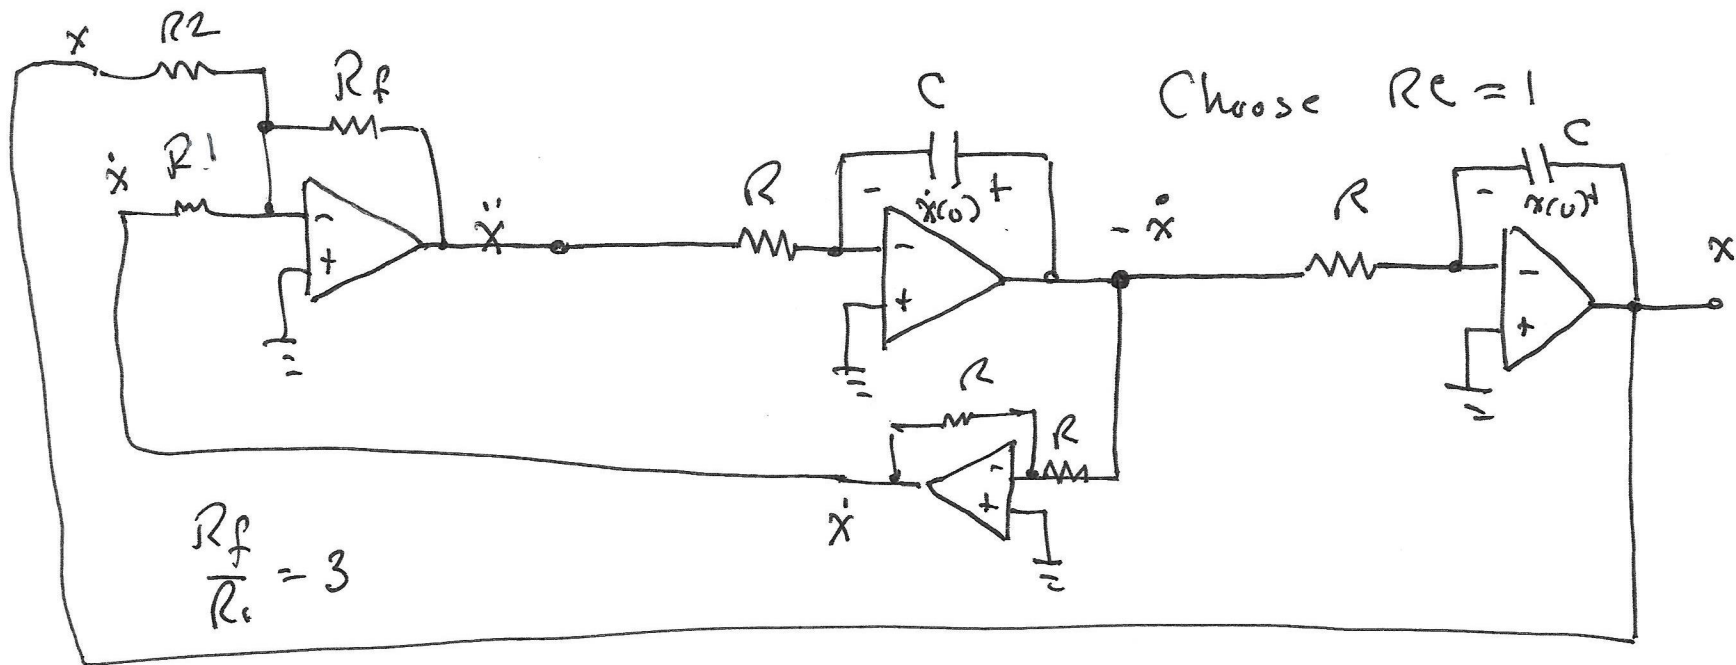 x R2
Rf
ẋ R1
-
+
ẍ
R
C
- ẋ(0) +
-
+
- ẋ
Choose RC = 1
R
C
- x(0) +
-
+
x
R
R
-
+
ẋ
Rf
R1 = 3